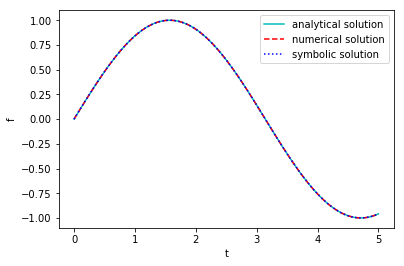 analytical solution
numerical solution
symbolic solution
1.00
0.75
0.50
0.25
0.00
−0.25
−0.50
−0.75
−1.00
f
0 1 2 3 4 5
t